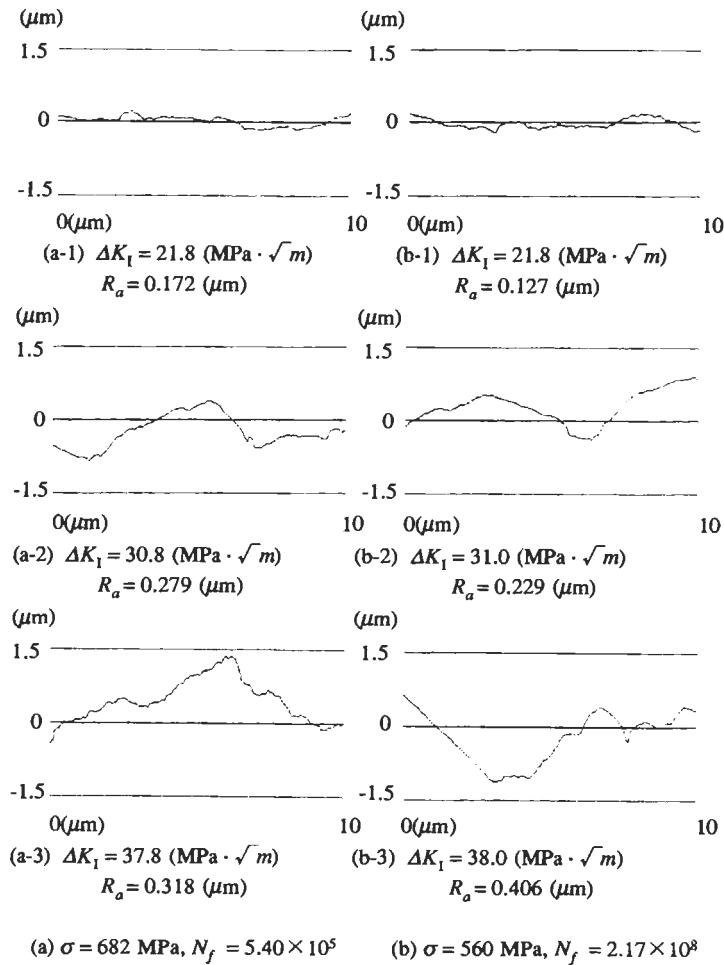 (μm) (μm)
1.5 1.5
0 0
-1.5 -1.5
0(μm) 10 0(μm) 10
(a-1) ΔK_I = 21.8 (MPa · √m) (b-1) ΔK_I = 21.8 (MPa · √m)
R_a = 0.172 (μm) R_a = 0.127 (μm)
(μm) (μm)
1.5 1.5
0 0
-1.5 -1.5
0(μm) 10 0(μm) 10
(a-2) ΔK_I = 30.8 (MPa · √m) (b-2) ΔK_I = 31.0 (MPa · √m)
R_a = 0.279 (μm) R_a = 0.229 (μm)
(μm) (μm)
1.5 1.5
0 0
-1.5 -1.5
0(μm) 10 0(μm) 10
(a-3) ΔK_I = 37.8 (MPa · √m) (b-3) ΔK_I = 38.0 (MPa · √m)
R_a = 0.318 (μm) R_a = 0.406 (μm)
(a) σ = 682 MPa, N_f = 5.40×10⁵ (b) σ = 560 MPa, N_f = 2.17×10⁸